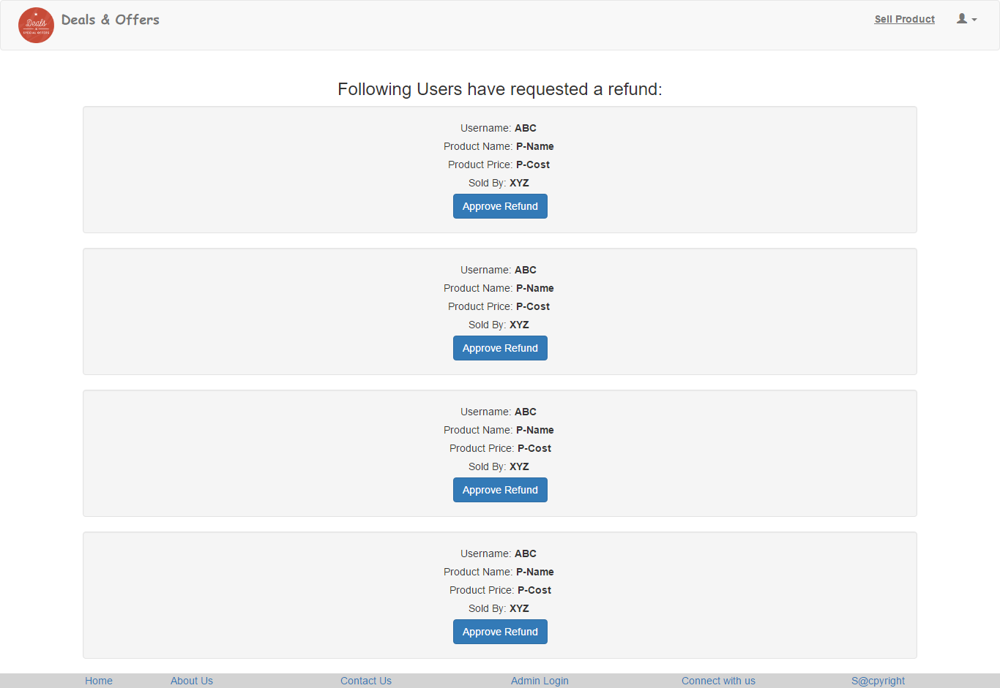 Deals
&
SPECIAL OFFERS
Deals & Offers
Sell Product
Following Users have requested a refund:
Username: ABC
Product Name: P-Name
Product Price: P-Cost
Sold By: XYZ
Approve Refund
Username: ABC
Product Name: P-Name
Product Price: P-Cost
Sold By: XYZ
Approve Refund
Username: ABC
Product Name: P-Name
Product Price: P-Cost
Sold By: XYZ
Approve Refund
Username: ABC
Product Name: P-Name
Product Price: P-Cost
Sold By: XYZ
Approve Refund
Home About Us Contact Us Admin Login Connect with us S@cpyright